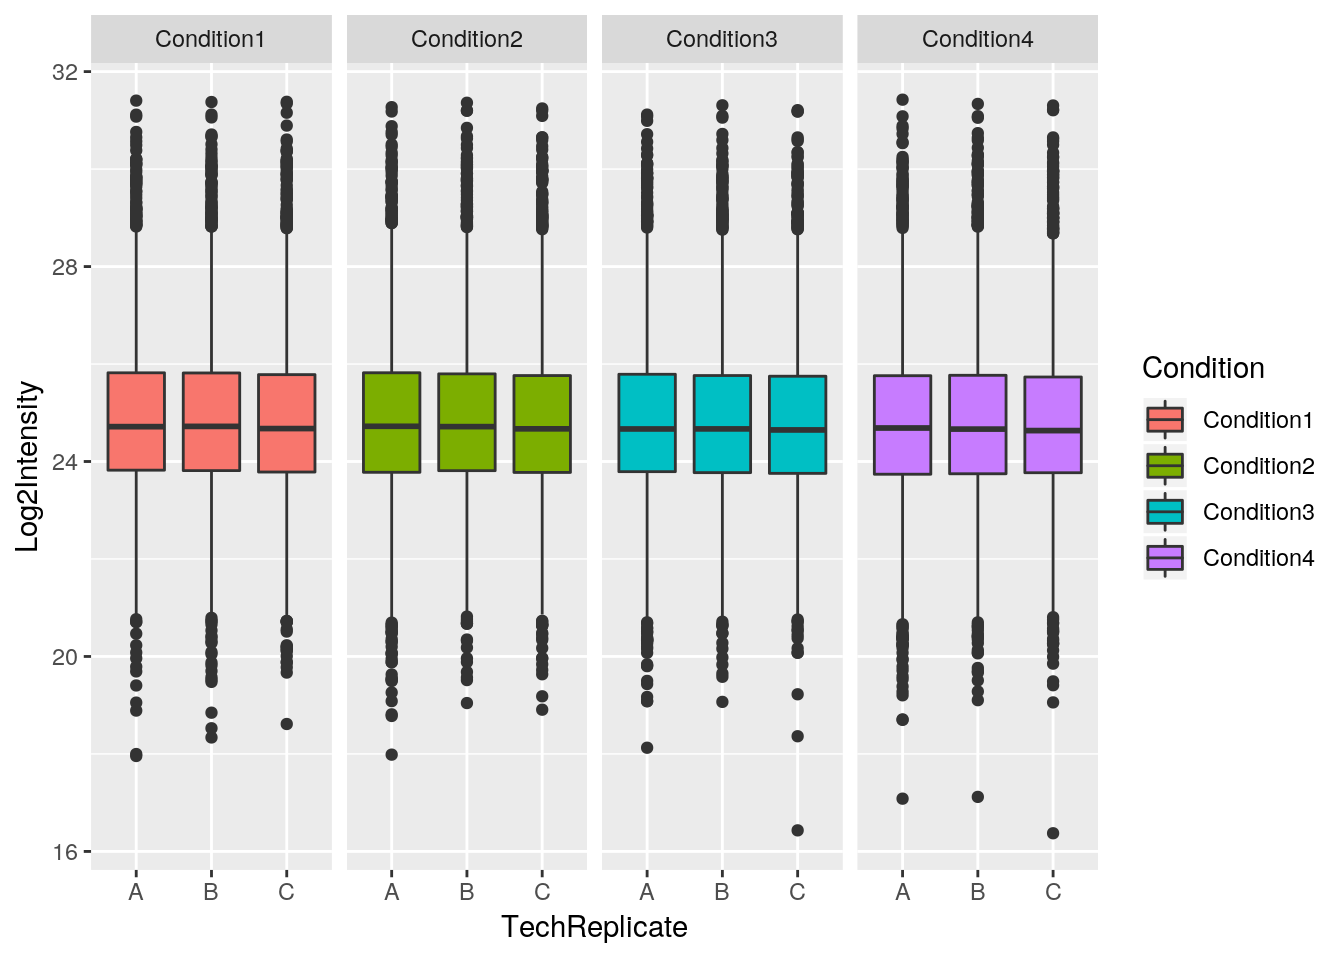 Condition1 Condition2 Condition3 Condition4
32
28
24
20
16
Log2Intensity
A B C A B C A B C A B C
TechReplicate
Condition
Condition1
Condition2
Condition3
Condition4